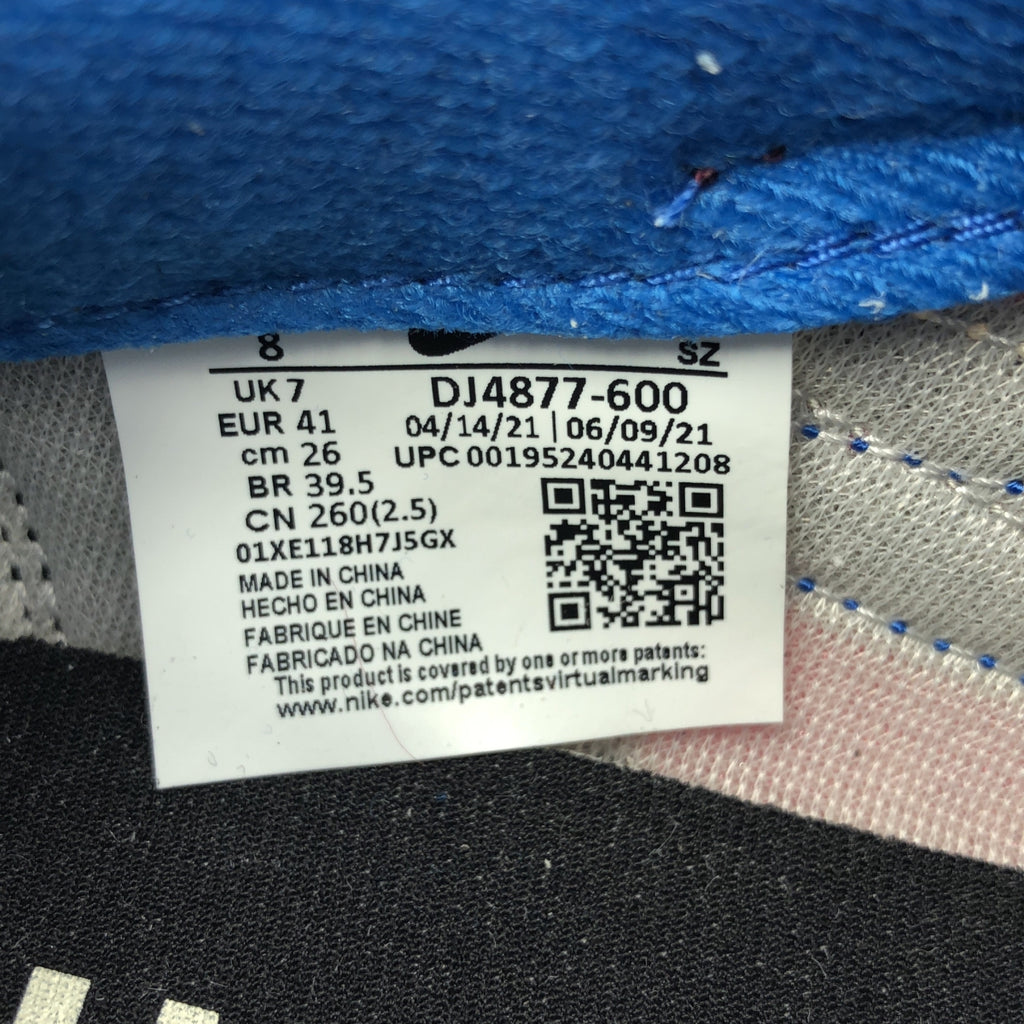 8 SZ
UK 7 DJ4877-600
EUR 41 04/14/21 | 06/09/21
cm 26 UPC 00195240441208
BR 39.5
CN 260(2.5)
01XE118H7J5GX
MADE IN CHINA
HECHO EN CHINA
FABRIQUE EN CHINE
FABRICADO NA CHINA
This product is covered by one or more patents:
www.nike.com/patentsvirtualmarking